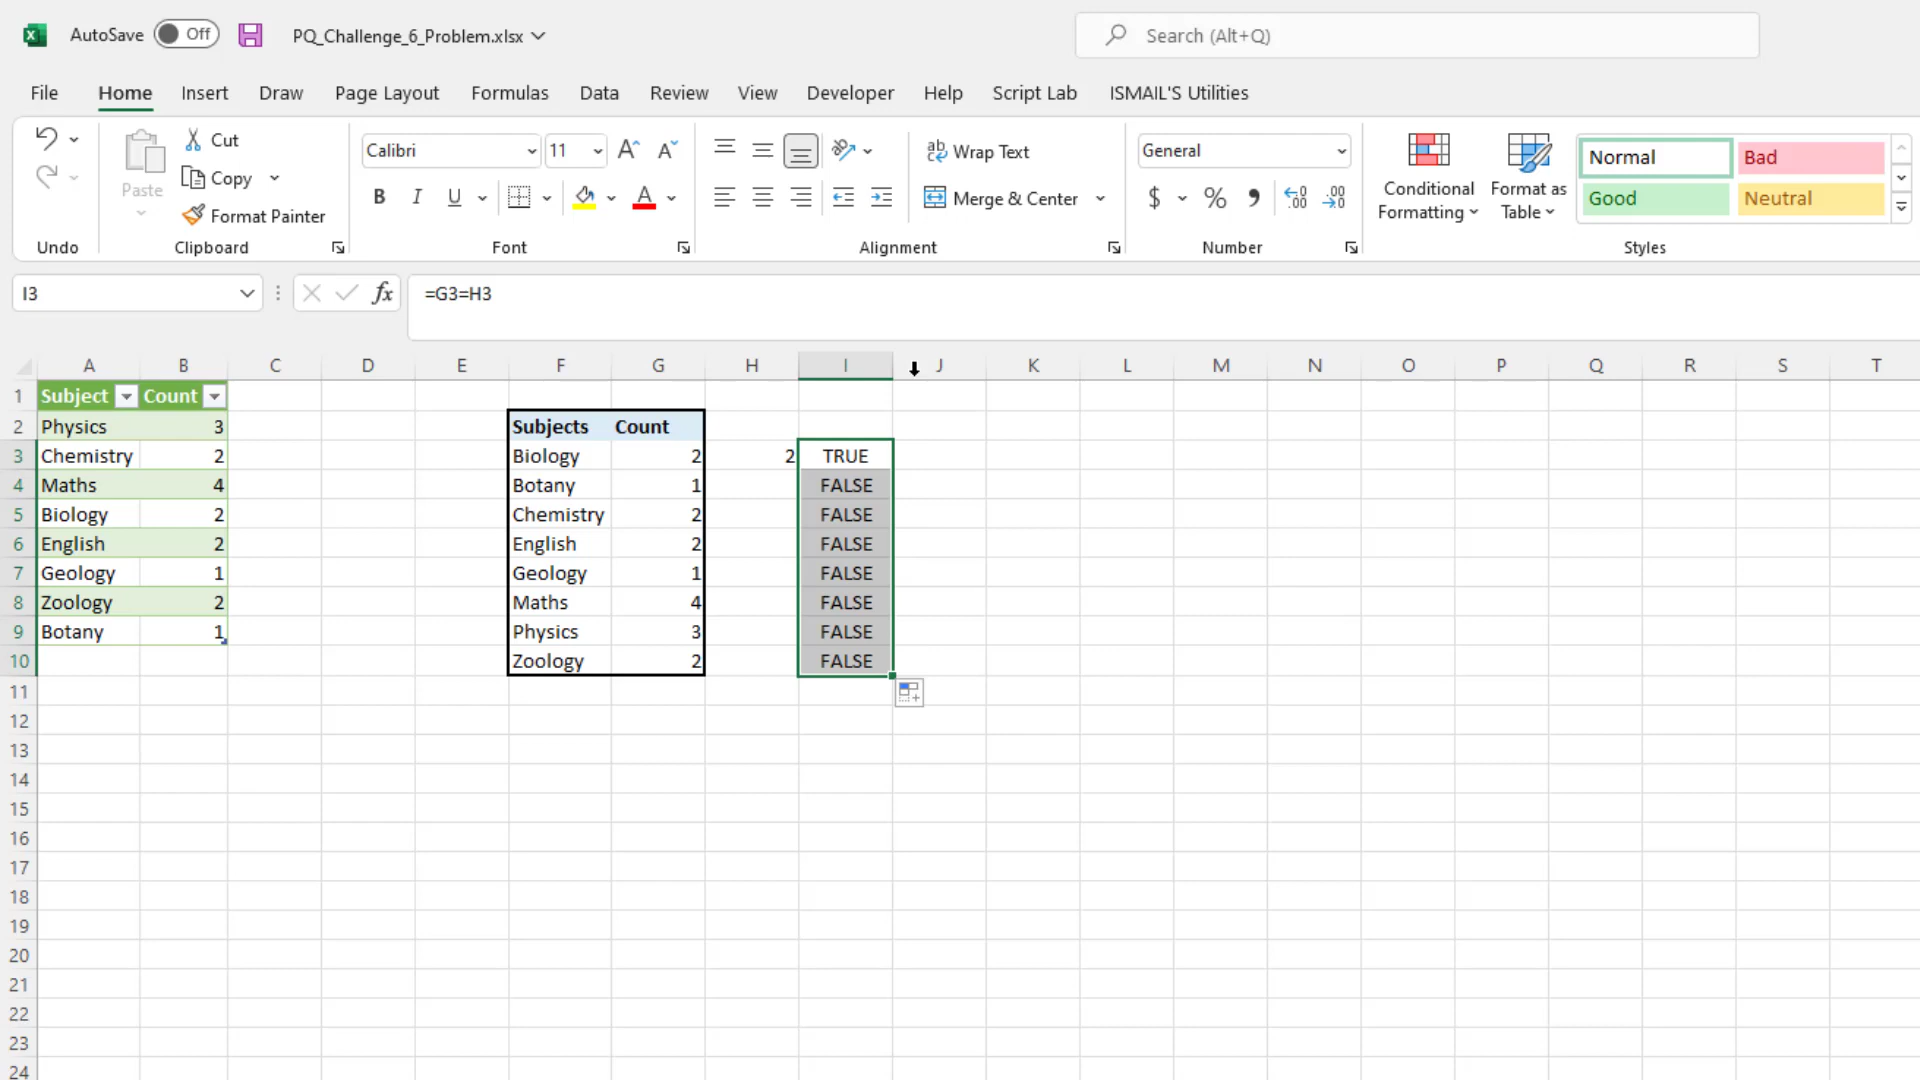 AutoSave Off PQ_Challenge_6_Problem.xlsx Search (Alt+Q)
File Home Insert Draw Page Layout Formulas Data Review View Developer Help Script Lab ISMAIL'S Utilities
Paste
Cut
Copy
Format Painter
Calibri 11
B I U
A
Wrap Text
Merge & Center
General
$ %
Conditional Formatting
Format as Table
Normal Bad
Good Neutral
Undo Clipboard Font Alignment Number Styles
I3 fx =G3=H3
A B C D E F G H I J K L M N O P Q R S T
1 Subject Count
2 Physics 3 Subjects Count
3 Chemistry 2 Biology 2 2 TRUE
4 Maths 4 Botany 1 FALSE
5 Biology 2 Chemistry 2 FALSE
6 English 2 English 2 FALSE
7 Geology 1 Geology 1 FALSE
8 Zoology 2 Maths 4 FALSE
9 Botany 1 Physics 3 FALSE
10 Zoology 2 FALSE
11
12
13
14
15
16
17
18
19
20
21
22
23
24